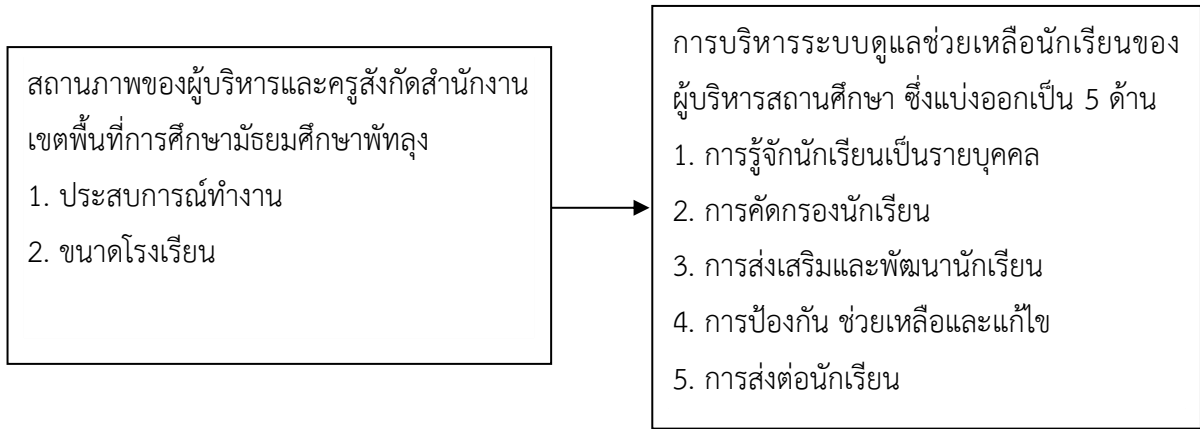 สถานภาพของผู้บริหารและครูสังกัดสำนักงาน
เขตพื้นที่การศึกษามัธยมศึกษาพัทลุง
1. ประสบการณ์ทำงาน
2. ขนาดโรงเรียน
การบริหารระบบดูแลช่วยเหลือนักเรียนของ
ผู้บริหารสถานศึกษา ซึ่งแบ่งออกเป็น 5 ด้าน
1. การรู้จักนักเรียนเป็นรายบุคคล
2. การคัดกรองนักเรียน
3. การส่งเสริมและพัฒนานักเรียน
4. การป้องกัน ช่วยเหลือและแก้ไข
5. การส่งต่อนักเรียน